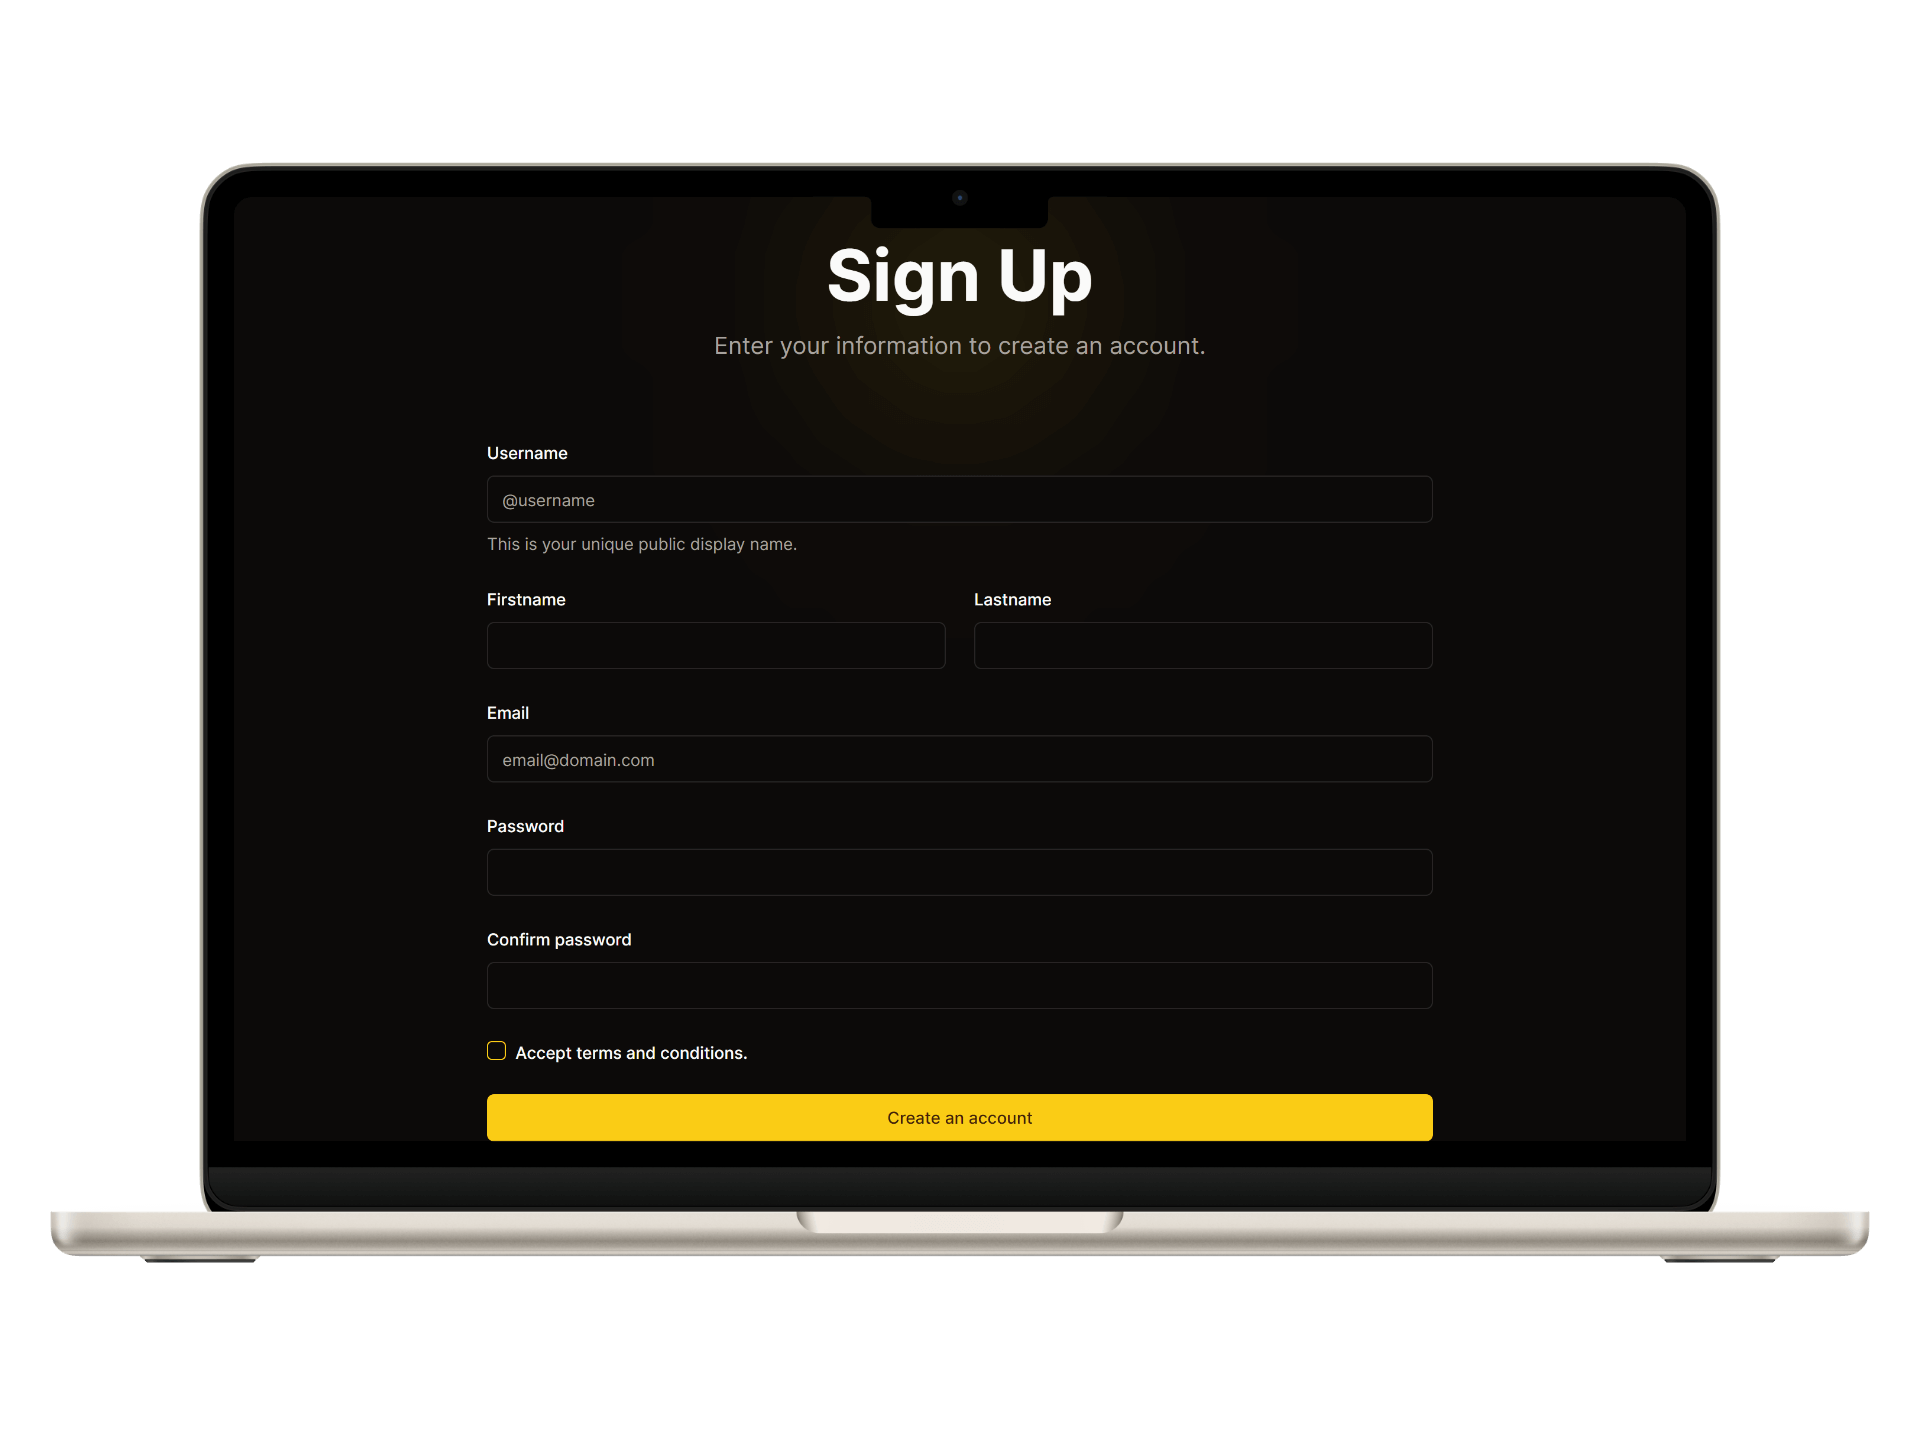 Sign Up
Enter your information to create an account.
Username
@username
This is your unique public display name.
Firstname
Lastname
Email
email@domain.com
Password
Confirm password
Accept terms and conditions.
Create an account